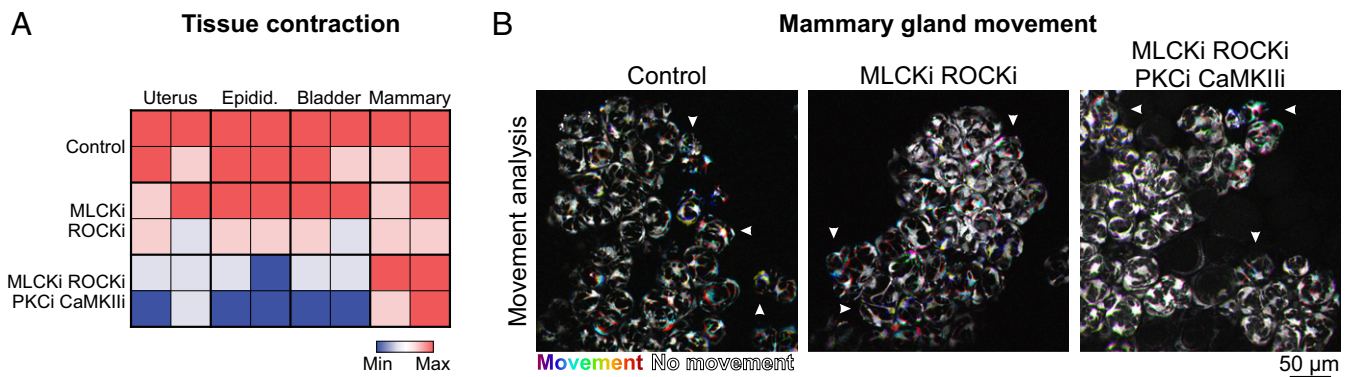 A
Tissue contraction
Uterus Epidid. Bladder Mammary
Control
MLCKi
ROCKi
MLCKi ROCKi
PKCi CaMKIIi
Min Max
B
Mammary gland movement
Control
MLCKi ROCKi
MLCKi ROCKi
PKCi CaMKIIi
Movement analysis
Movement No movement
50 µm